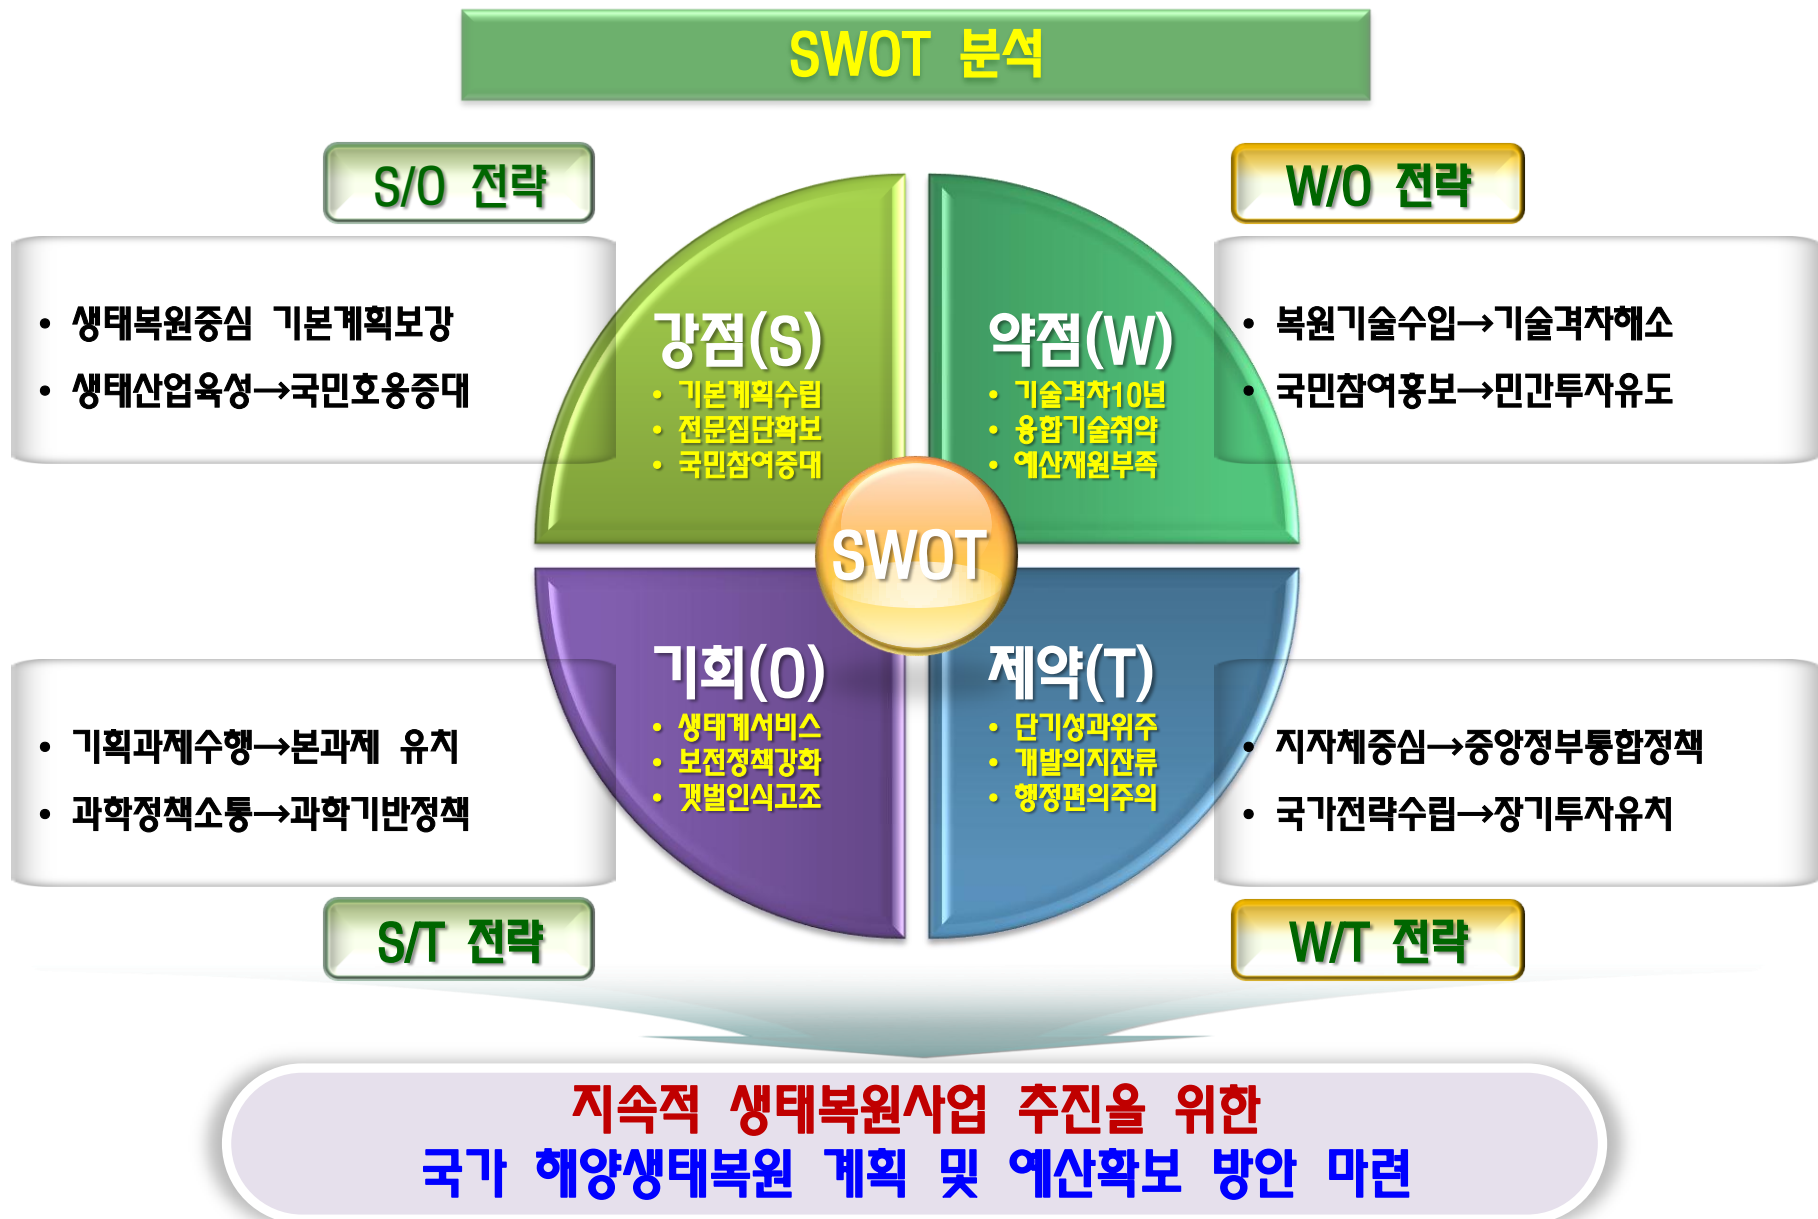 SWOT 분석
S/O 전략
• 생태복원중심 기본계획보강
• 생태산업육성→국민호응증대
W/O 전략
• 복원기술수입→기술격차해소
• 국민참여홍보→민간투자유도
강점(S)
• 기본계획수립
• 전문집단확보
• 국민참여증대
약점(W)
• 기술격차10년
• 융합기술취약
• 예산재원부족
SWOT
기회(O)
• 생태계서비스
• 보전정책강화
• 갯벌인식고조
제약(T)
• 단기성과위주
• 개발의지잔류
• 행정편의주의
• 기획과제수행→본과제 유치
• 과학정책소통→과학기반정책
S/T 전략
• 지자체중심→중앙정부통합정책
• 국가전략수립→장기투자유치
W/T 전략
지속적 생태복원사업 추진을 위한
국가 해양생태복원 계획 및 예산확보 방안 마련